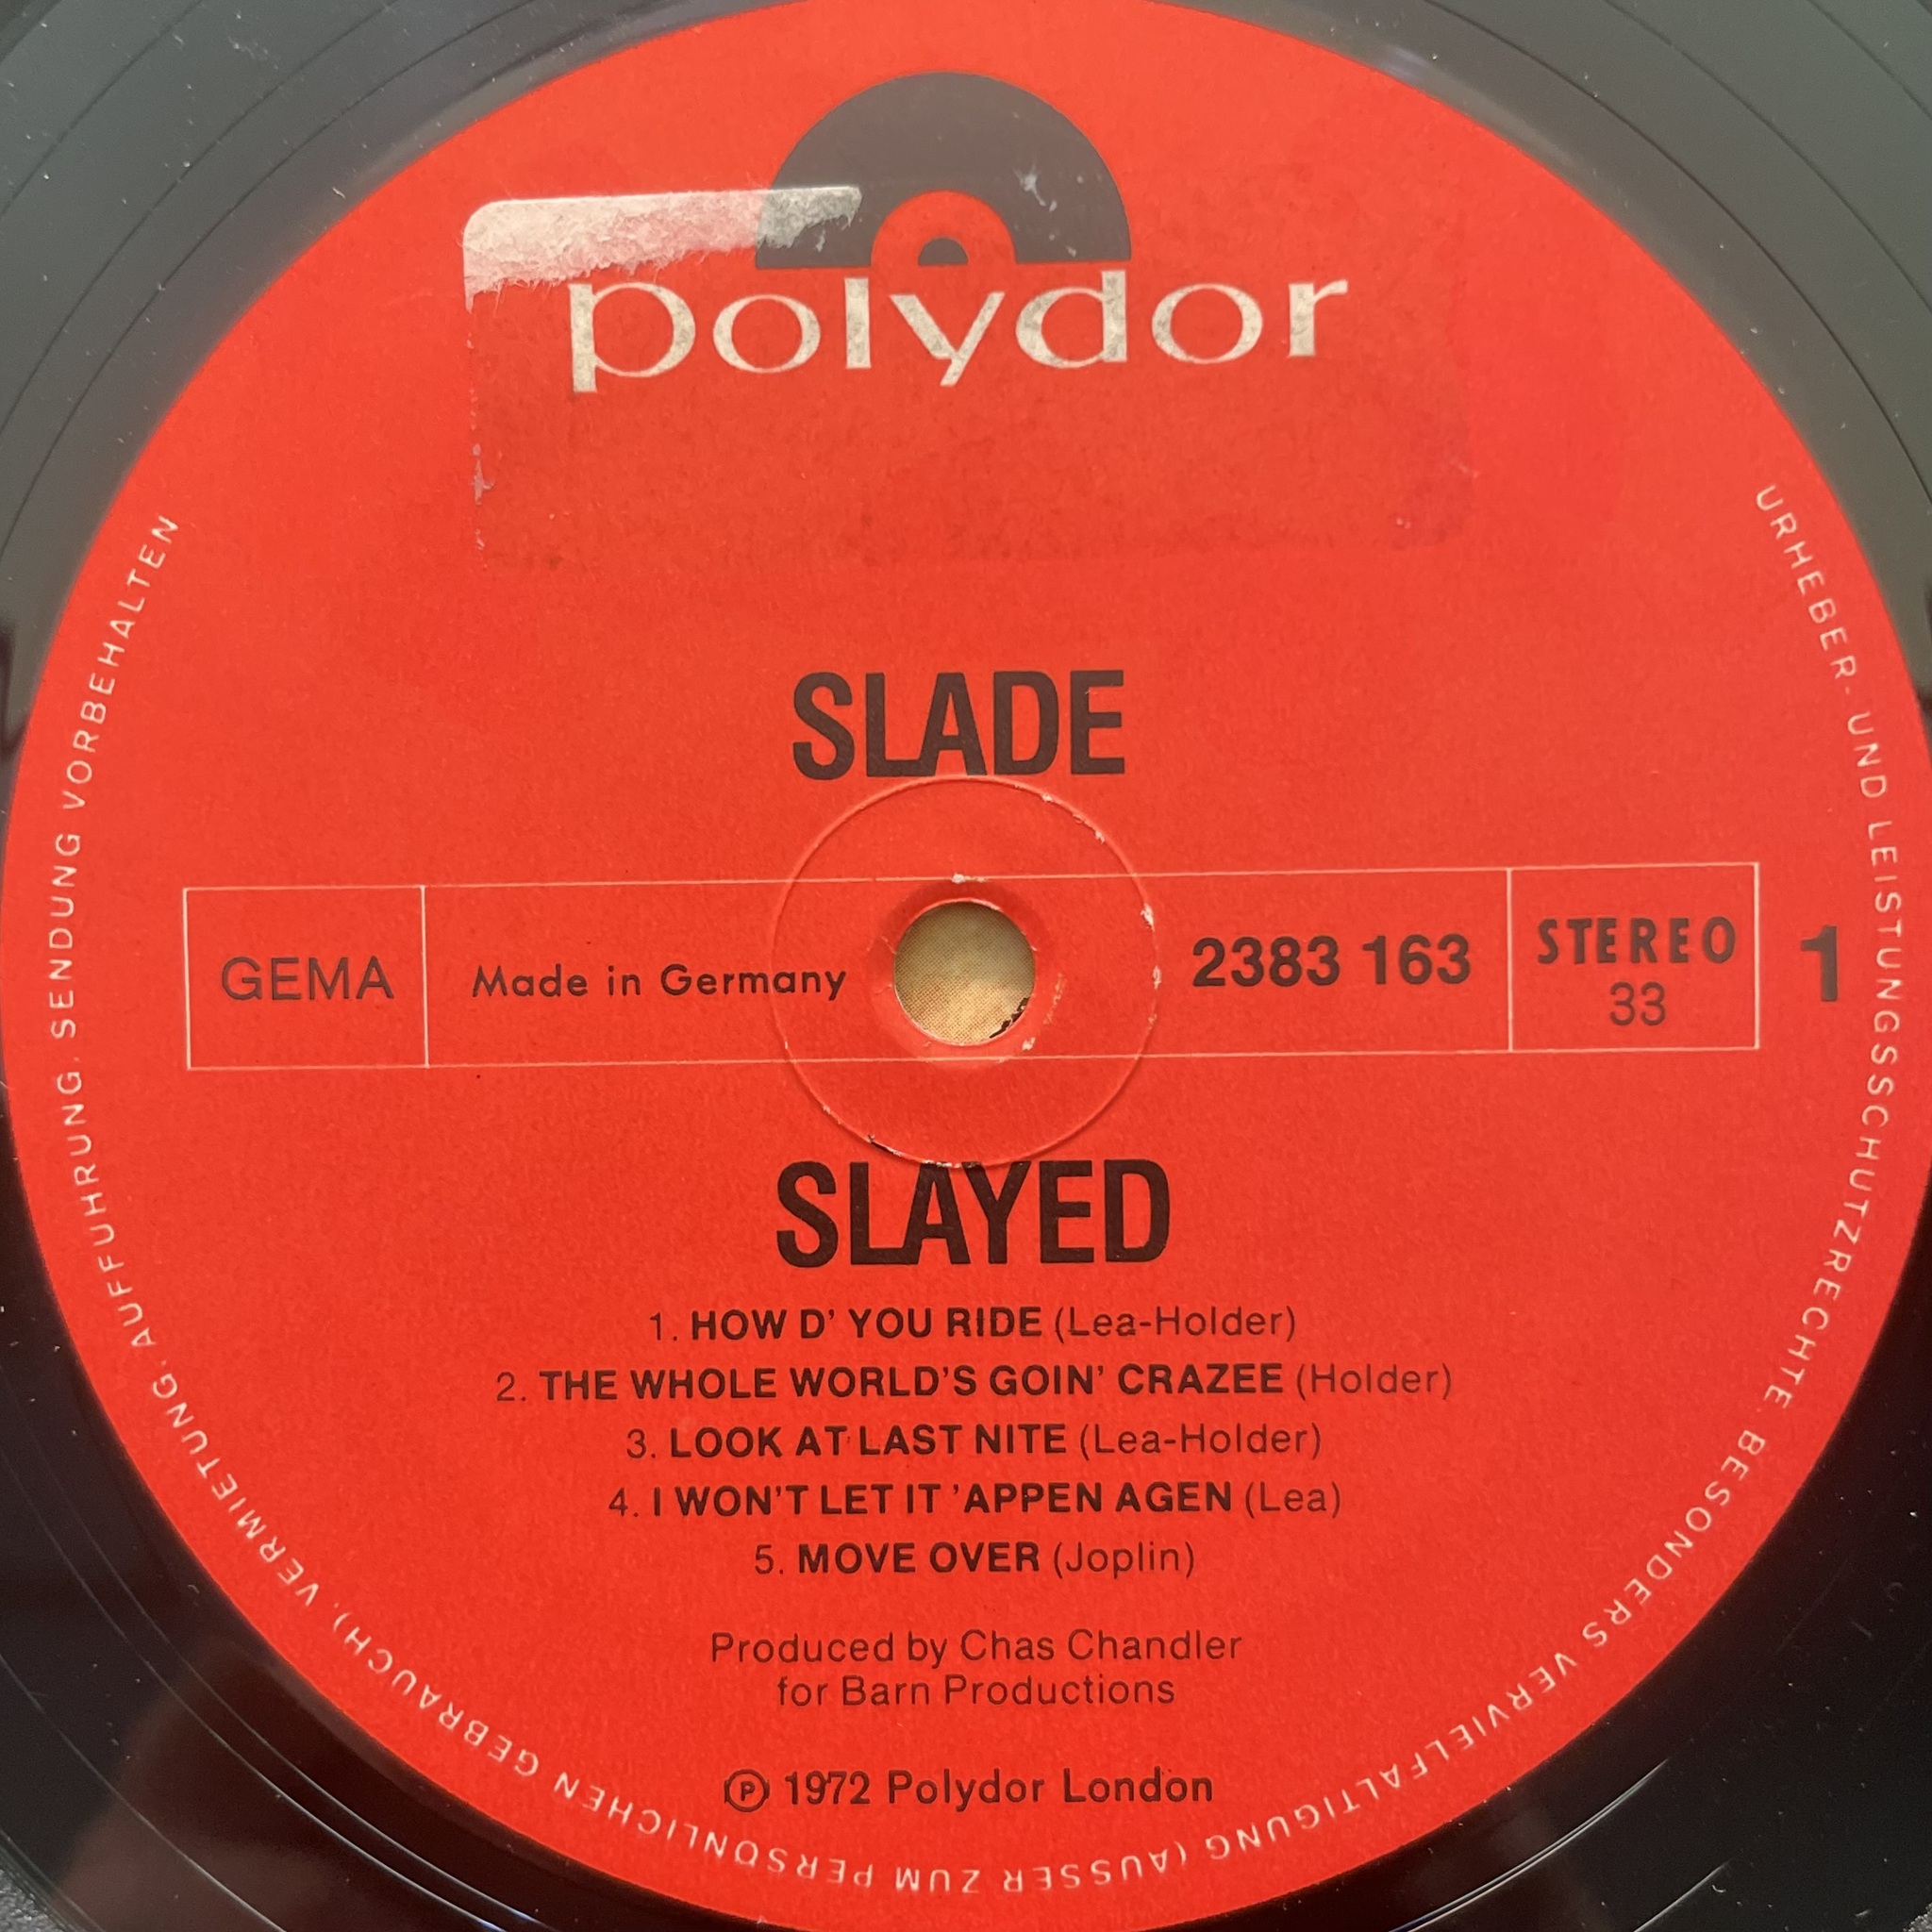 polydor
SLADE
GEMA
Made in Germany
2383 163
STEREO
33
1
SLAYED
1. HOW D' YOU RIDE (Lea-Holder)
2. THE WHOLE WORLD'S GOIN' CRAZEE (Holder)
3. LOOK AT LAST NITE (Lea-Holder)
4. I WON'T LET IT 'APPEN AGEN (Lea)
5. MOVE OVER (Joplin)
Produced by Chas Chandler
for Barn Productions
℗ 1972 Polydor London
URHEBER- UND LEISTUNGSSCHUTZRECHTE BESONDERS VERVIELFÄLTIGUNG (AUSSER ZUM PERSÖNLICHEN GEBRAUCH), VERMIETUNG, AUFFÜHRUNG, SENDUNG VORBEHALTEN